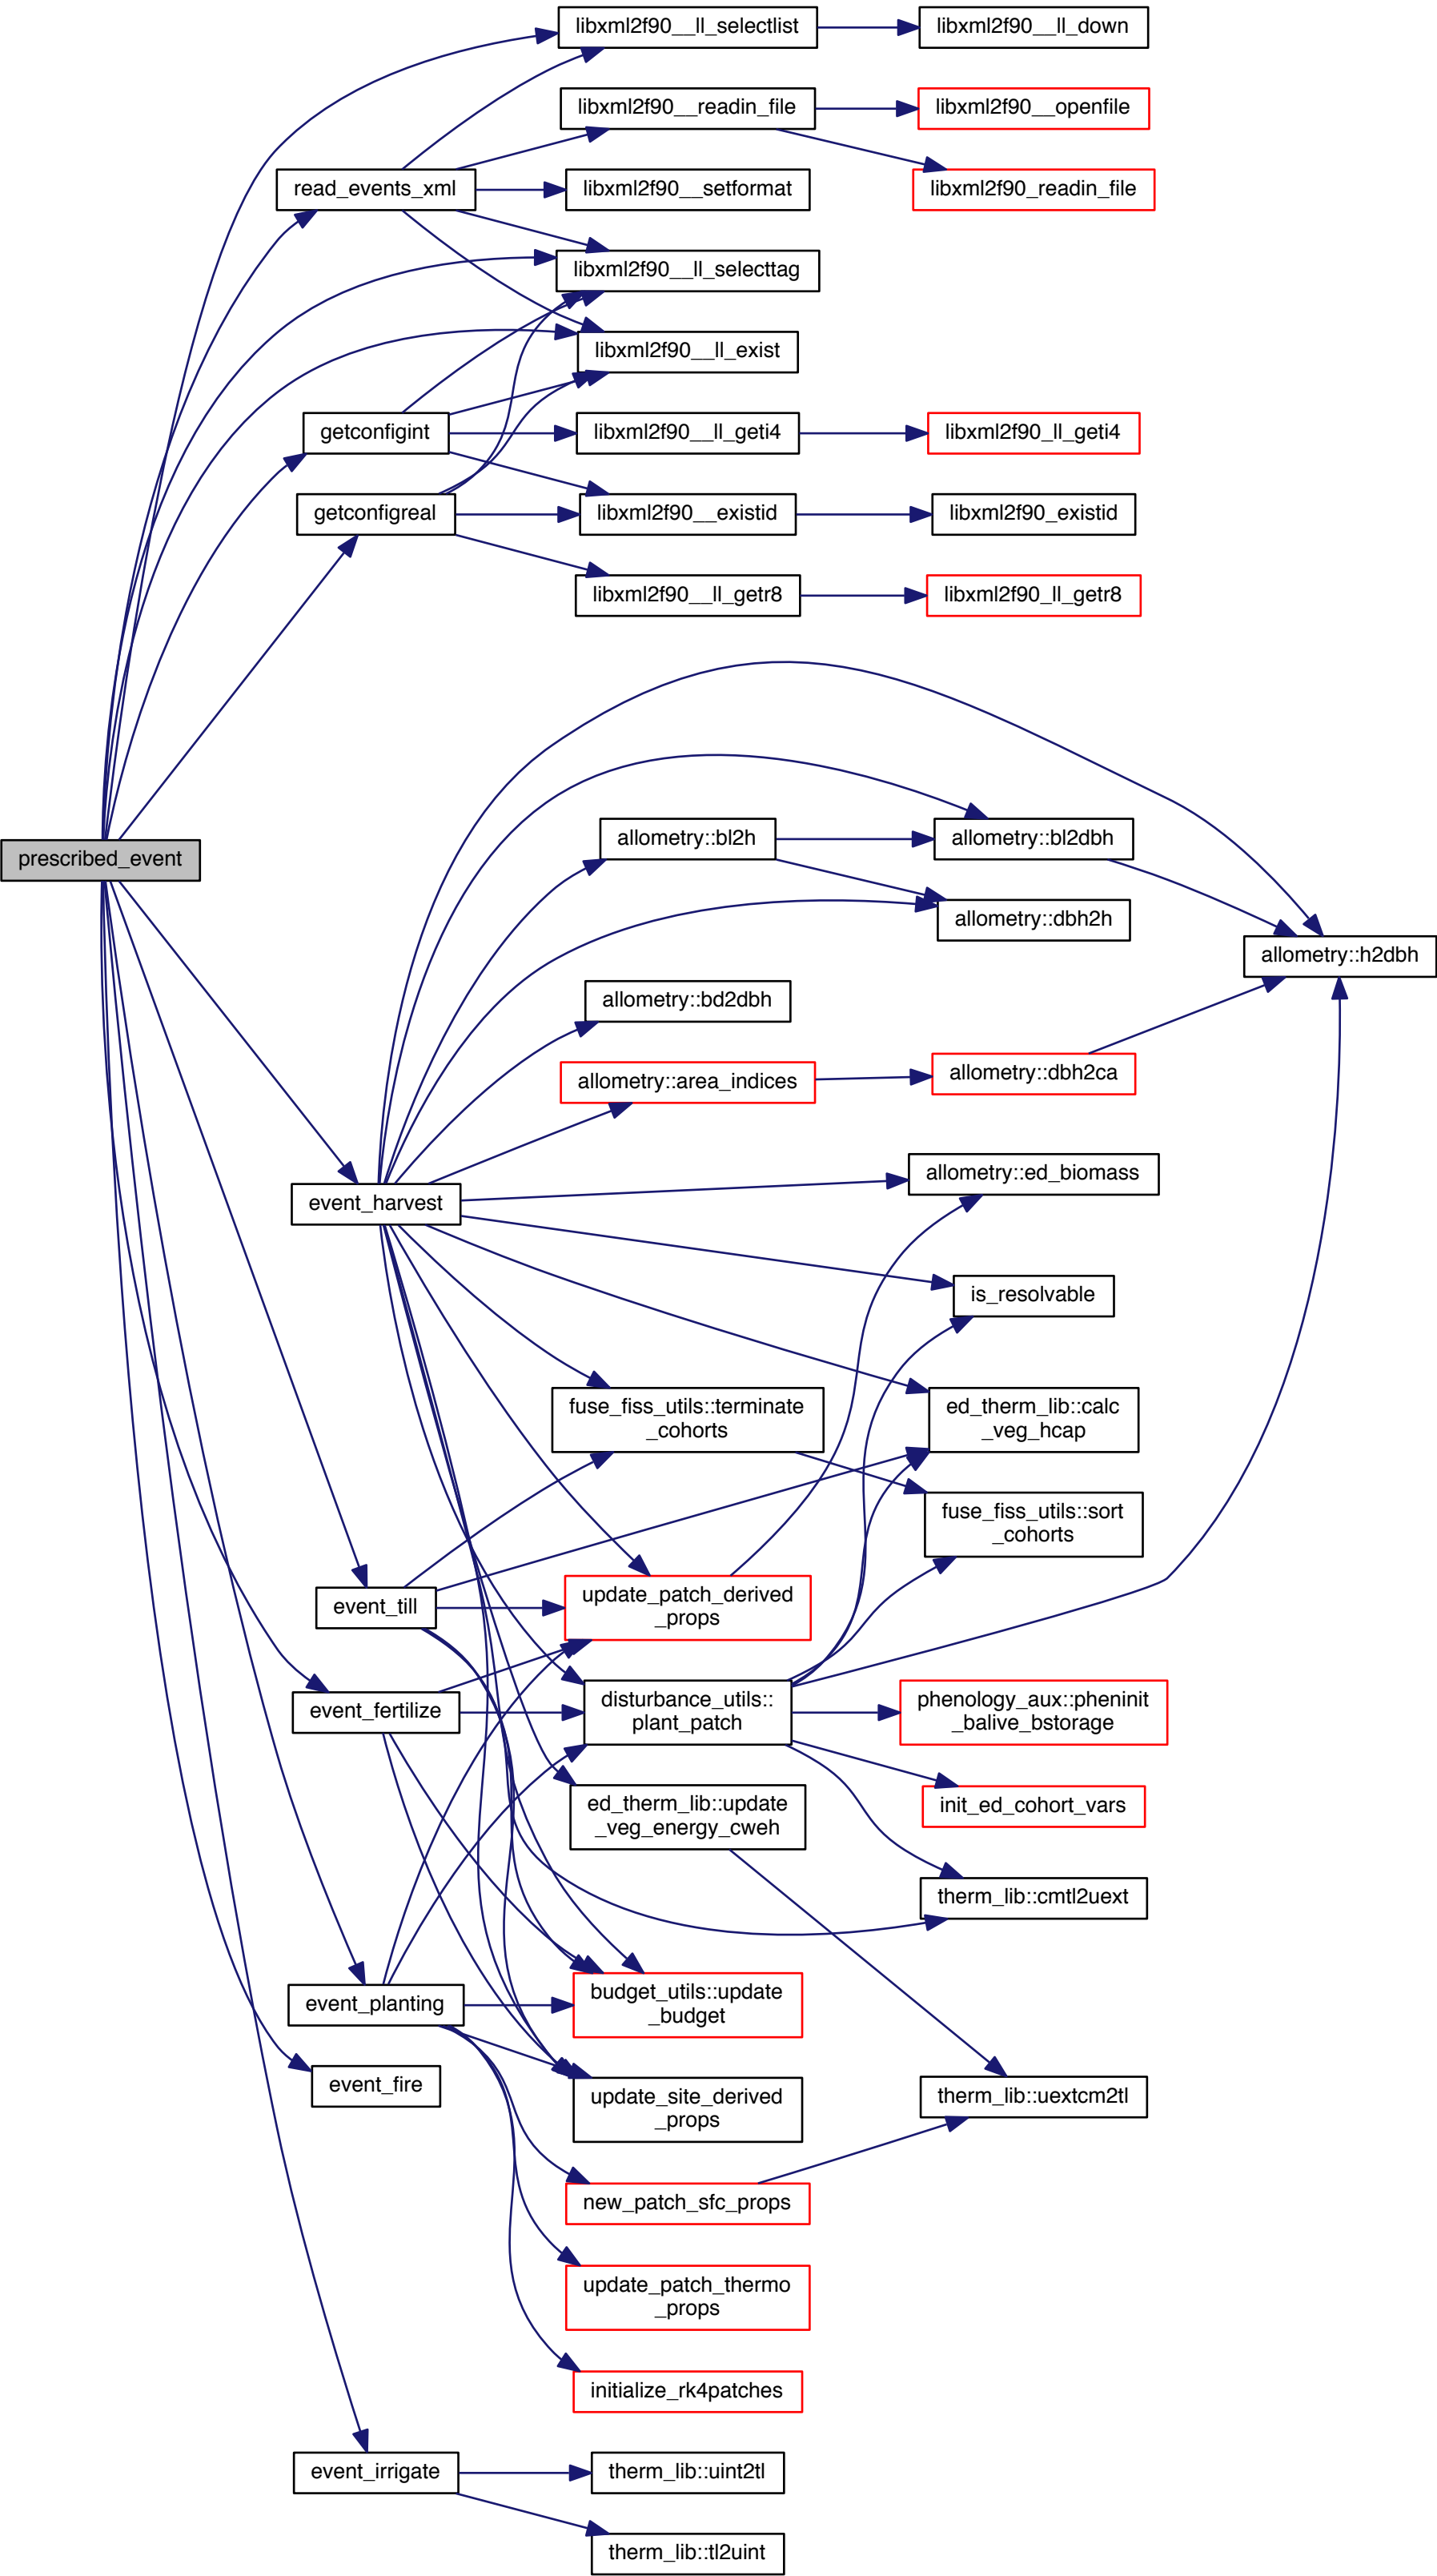 libxml2f90__ll_selectlist
libxml2f90__ll_down
libxml2f90__readin_file
libxml2f90__openfile
read_events_xml
libxml2f90__setformat
libxml2f90_readin_file
libxml2f90__ll_selecttag
libxml2f90__ll_exist
getconfigint
libxml2f90__ll_geti4
libxml2f90_ll_geti4
getconfigreal
libxml2f90__existid
libxml2f90_existid
libxml2f90__ll_getr8
libxml2f90_ll_getr8
prescribed_event
allometry::bl2h
allometry::bl2dbh
allometry::dbh2h
allometry::h2dbh
allometry::bd2dbh
allometry::area_indices
allometry::dbh2ca
allometry::ed_biomass
event_harvest
is_resolvable
fuse_fiss_utils::terminate
_cohorts
ed_therm_lib::calc
_veg_hcap
fuse_fiss_utils::sort
_cohorts
event_till
update_patch_derived
_props
event_fertilize
disturbance_utils::
plant_patch
phenology_aux::pheninit
_balive_bstorage
ed_therm_lib::update
_veg_energy_cweh
init_ed_cohort_vars
therm_lib::cmtl2uext
event_planting
budget_utils::update
_budget
event_fire
update_site_derived
_props
therm_lib::uextcm2tl
new_patch_sfc_props
update_patch_thermo
_props
initialize_rk4patches
event_irrigate
therm_lib::uint2tl
therm_lib::tl2uint